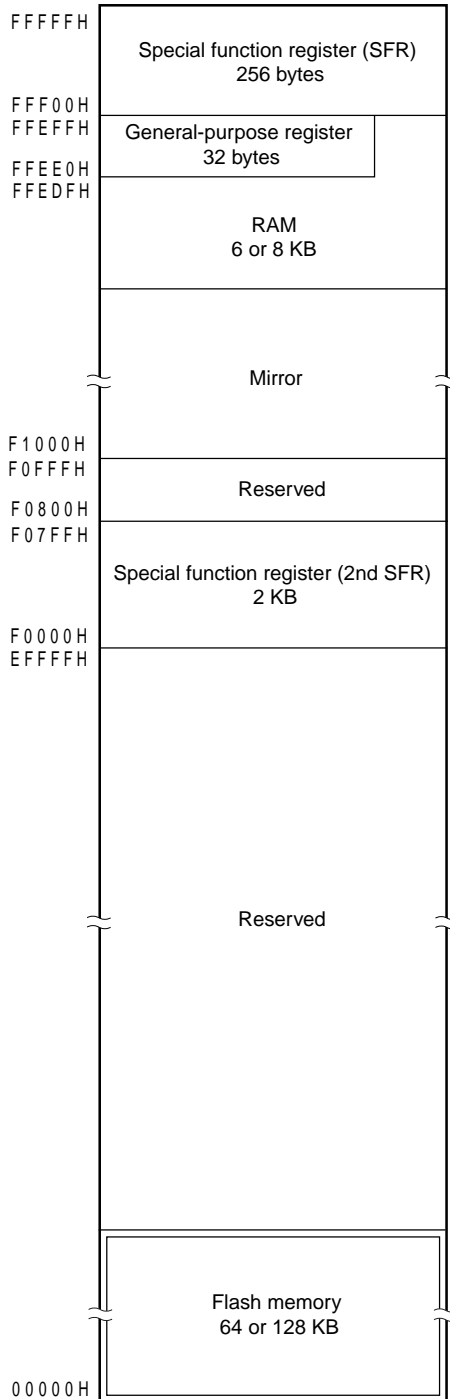 FFFFFH
Special function register (SFR)
256 bytes
FFF00H
FFEFFH
General-purpose register
32 bytes
FFEE0H
FFEDFH
RAM
6 or 8 KB
Mirror
F1000H
F0FFFH
Reserved
F0800H
F07FFH
Special function register (2nd SFR)
2 KB
F0000H
EFFFFH
Reserved
Flash memory
64 or 128 KB
00000H